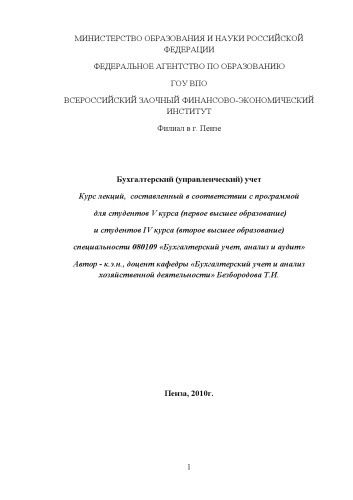 МИНИСТЕРСТВО ОБРАЗОВАНИЯ И НАУКИ РОССИЙСКОЙ
ФЕДЕРАЦИИ
ФЕДЕРАЛЬНОЕ АГЕНТСТВО ПО ОБРАЗОВАНИЮ
ГОУ ВПО
ВСЕРОССИЙСКИЙ ЗАОЧНЫЙ ФИНАНСОВО-ЭКОНОМИЧЕСКИЙ
ИНСТИТУТ
Филиал в г. Пензе
Бухгалтерский (управленческий) учет
Курс лекций, составленный в соответствии с программой
для студентов V курса (первое высшее образование)
и студентов IV курса (второе высшее образование)
специальности 080109 «Бухгалтерский учет, анализ и аудит»
Автор - к.э.н., доцент кафедры «Бухгалтерский учет и анализ
хозяйственной деятельности» Безбородова Т.И.
Пенза, 2010г.
1